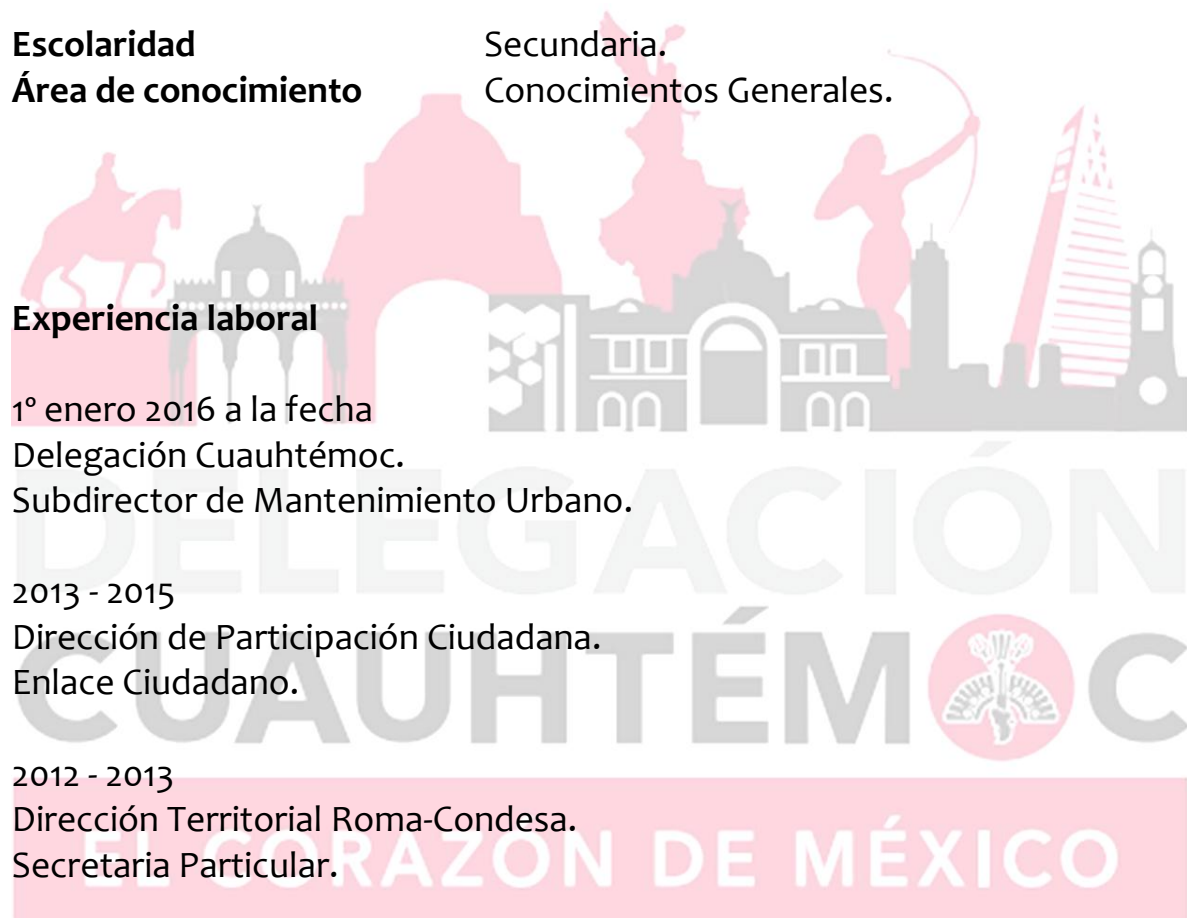 Escolaridad Secundaria.
Área de conocimiento Conocimientos Generales.
Experiencia laboral
1º enero 2016 a la fecha
Delegación Cuauhtémoc.
Subdirector de Mantenimiento Urbano.
DELEGACIÓN
2013 - 2015
Dirección de Participación Ciudadana.
Enlace Ciudadano.
CUAUHTÉMOC
2012 - 2013
Dirección Territorial Roma-Condesa.
Secretaria Particular.
EL CORAZÓN DE MÉXICO